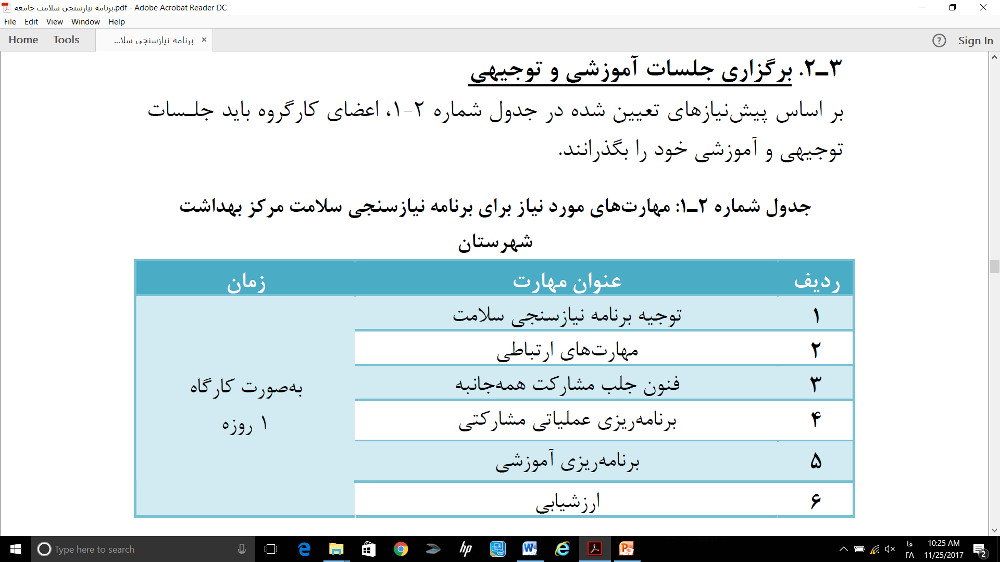 برنامه نیازسنجی سلامت جامعه.pdf - Adobe Acrobat Reader DC
File Edit View Window Help
Home Tools برنامه نیازسنجی سلا... × ? Sign In
۳ـ۲. برگزاری جلسات آموزشی و توجیهی
بر اساس پیش‌نیازهای تعیین شده در جدول شماره ۲-۱، اعضای کارگروه باید جلـسات
توجیهی و آموزشی خود را بگذرانند.
جدول شماره ۲ـ۱: مهارت‌های مورد نیاز برای برنامه نیازسنجی سلامت مرکز بهداشت
شهرستان
ردیف عنوان مهارت زمان
۱ توجیه برنامه نیازسنجی سلامت
۲ مهارت‌های ارتباطی
۳ فنون جلب مشارکت همه‌جانبه
۴ برنامه‌ریزی عملیاتی مشارکتی
۵ برنامه‌ریزی آموزشی
۶ ارزشیابی
به‌صورت کارگاه
۱ روزه
Type here to search
hp
فا
FA
10:25 AM
11/25/2017
2